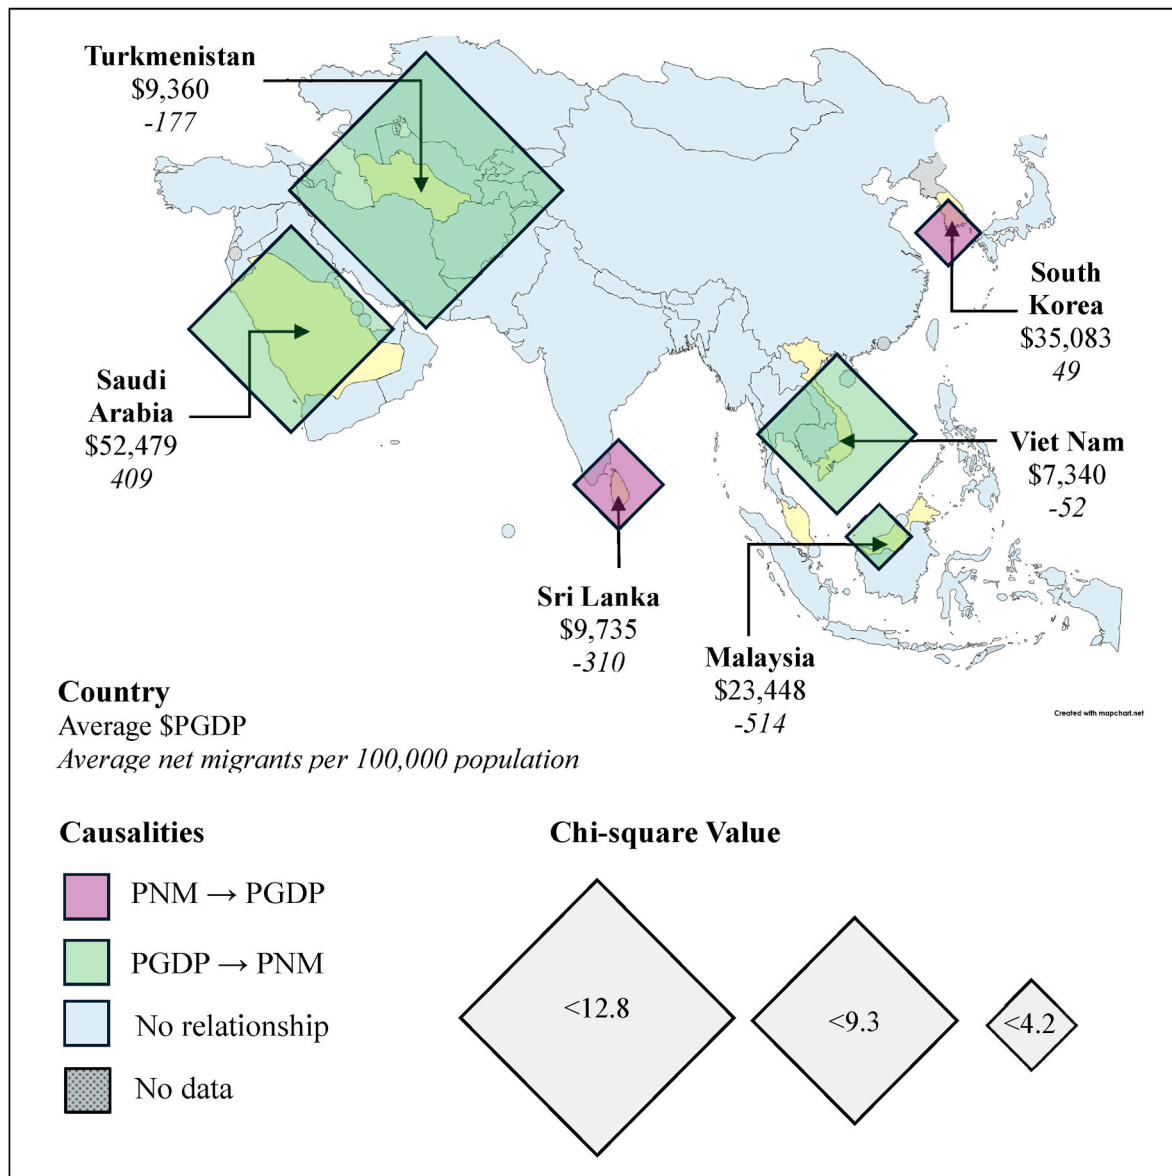 Turkmenistan
$9,360
-177
South
Korea
$35,083
49
Saudi
Arabia
$52,479
409
Viet Nam
$7,340
-52
Sri Lanka
$9,735
-310
Malaysia
$23,448
-514
Country
Average $PGDP
Average net migrants per 100,000 population
Created with mapchart.net
Causalities
PNM → PGDP
PGDP → PNM
No relationship
No data
Chi-square Value
<12.8
<9.3
<4.2